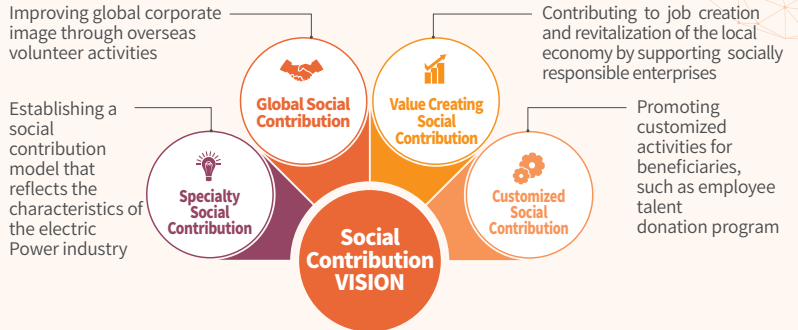 Improving global corporate
image through overseas
volunteer activities
Contributing to job creation
and revitalization of the local
economy by supporting socially
responsible enterprises
Global Social
Contribution
Value Creating
Social
Contribution
Establishing a
social
contribution
model that
reflects the
characteristics of
the electric
Power industry
Specialty
Social
Contribution
Customized
Social
Contribution
Promoting
customized
activities for
beneficiaries,
such as employee
talent
donation program
Social
Contribution
VISION